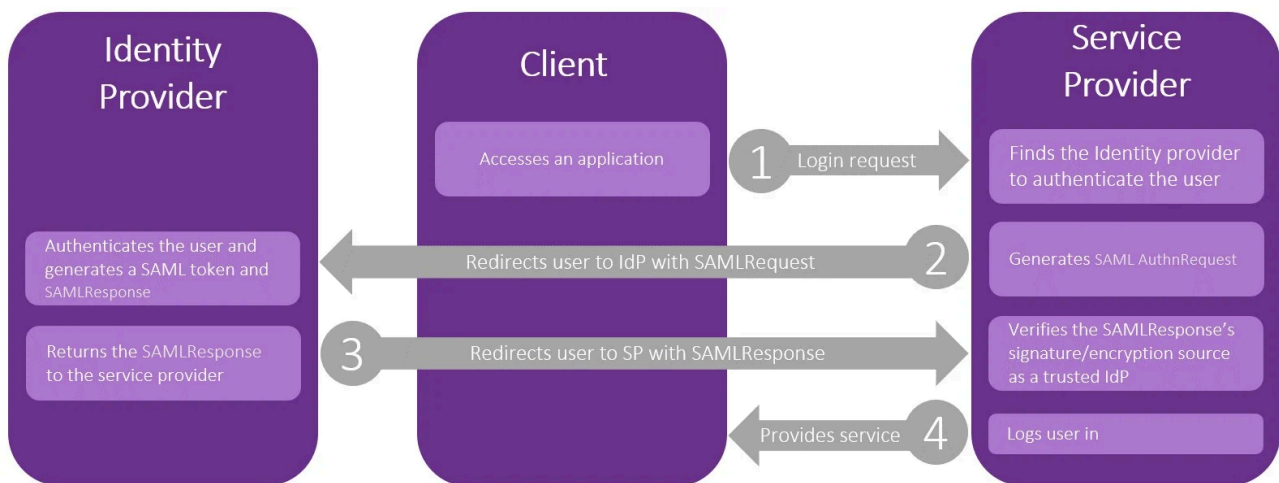 Identity
Provider
Client
Service
Provider
Accesses an application
1
Login request
Finds the Identity provider
to authenticate the user
Authenticates the user and
generates a SAML token and
SAMLResponse
Redirects user to IdP with SAMLRequest
2
Generates SAML AuthnRequest
Returns the SAMLResponse
to the service provider
3
Redirects user to SP with SAMLResponse
Verifies the SAMLResponse's
signature/encryption source
as a trusted IdP
Provides service
4
Logs user in